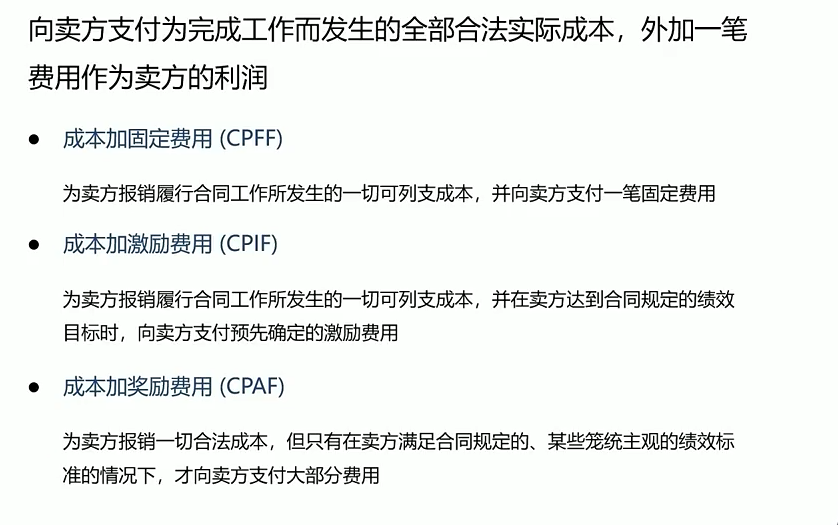 向卖方支付为完成工作而发生的全部合法实际成本，外加一笔
费用作为卖方的利润
● 成本加固定费用 (CPFF)
为卖方报销履行合同工作所发生的一切可列支成本，并向卖方支付一笔固定费用
● 成本加激励费用 (CPIF)
为卖方报销履行合同工作所发生的一切可列支成本，并在卖方达到合同规定的绩效
目标时，向卖方支付预先确定的激励费用
● 成本加奖励费用 (CPAF)
为卖方报销一切合法成本，但只有在卖方满足合同规定的、某些笼统主观的绩效标
准的情况下，才向卖方支付大部分费用